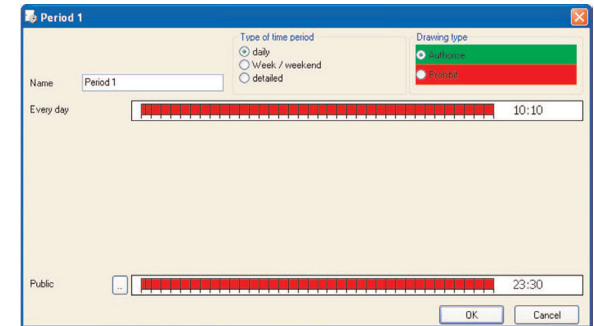 Period 1
Type of time period
Drawing type
daily
Authorise
Week / weekend
Prohibit
detailed
Name
Period 1
Every day
10:10
Public
..
23:30
OK
Cancel